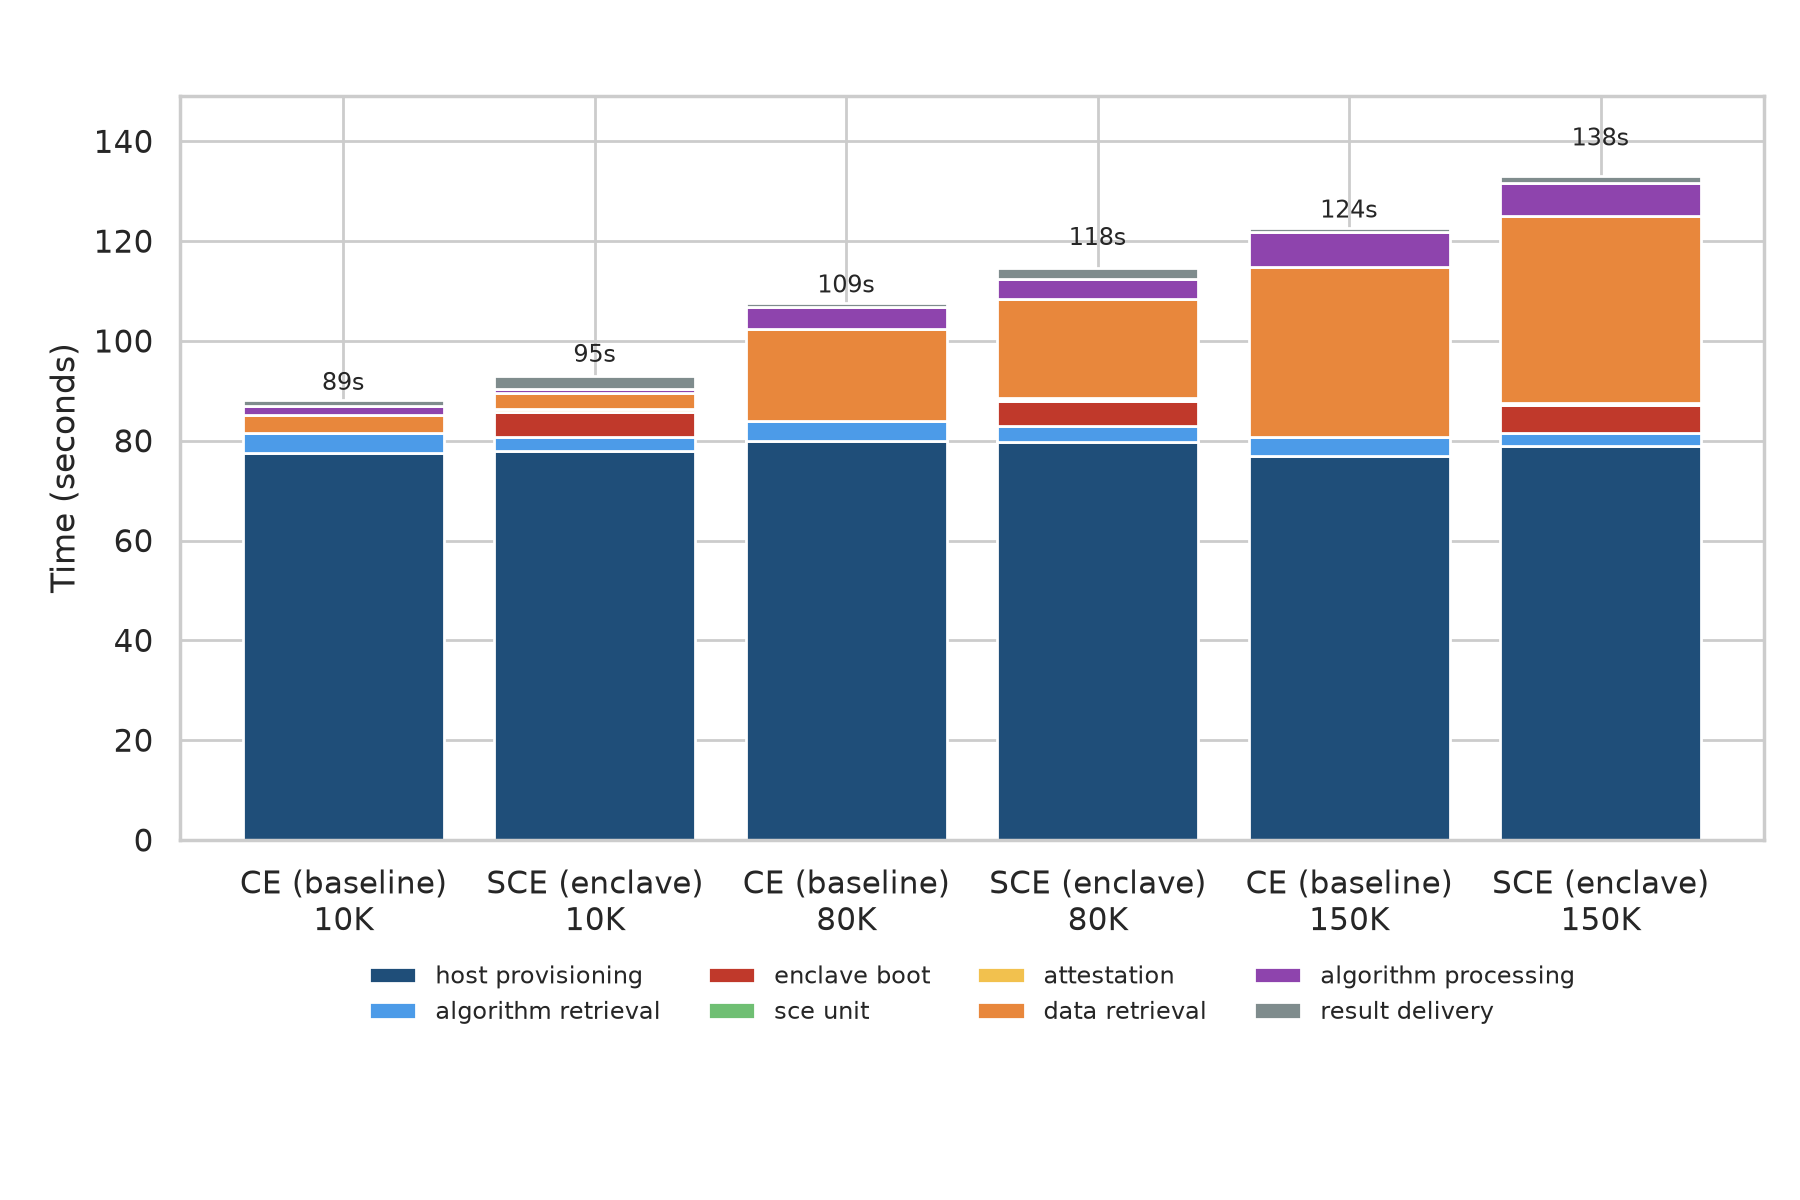 140
120
100
80
60
40
20
0
Time (seconds)
89s
95s
109s
118s
124s
138s
CE (baseline)
10K
SCE (enclave)
10K
CE (baseline)
80K
SCE (enclave)
80K
CE (baseline)
150K
SCE (enclave)
150K
host provisioning
algorithm retrieval
enclave boot
sce unit
attestation
data retrieval
algorithm processing
result delivery